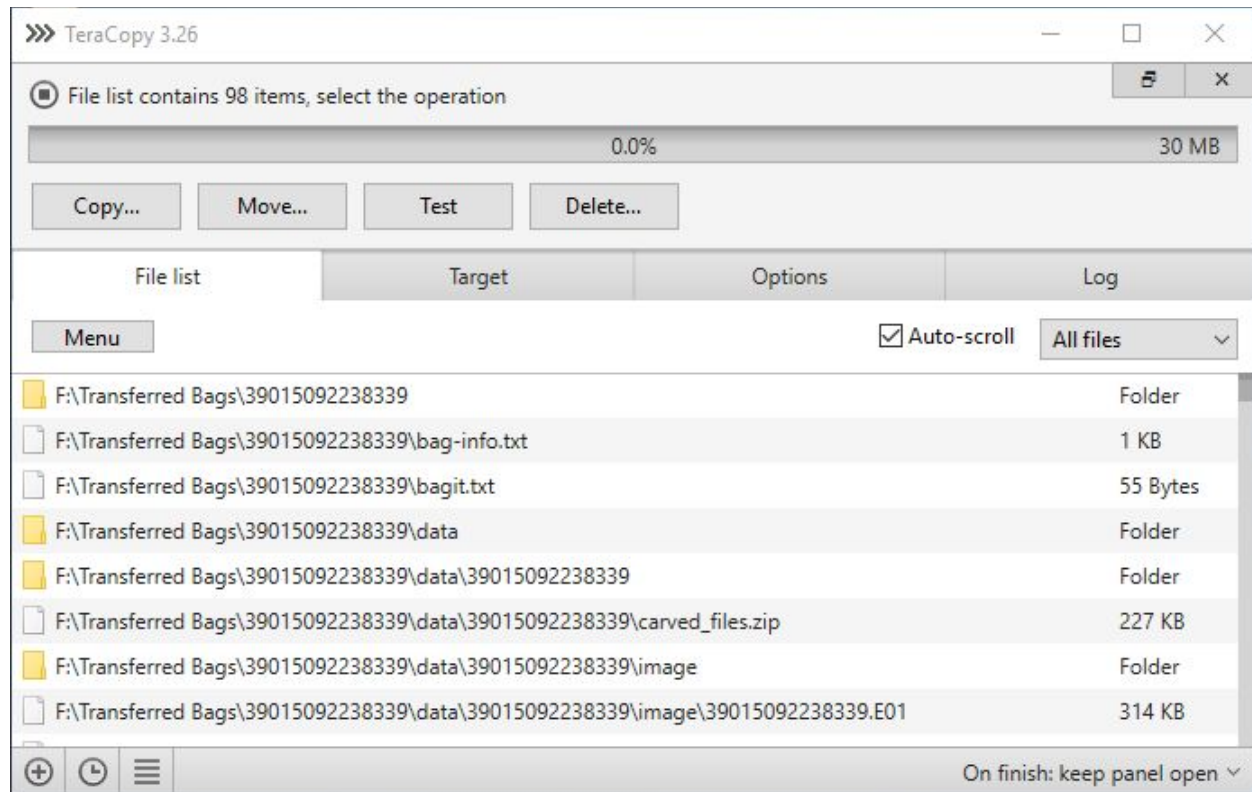 TeraCopy 3.26
File list contains 98 items, select the operation
0.0% 30 MB
Copy... Move... Test Delete...
File list Target Options Log
Menu Auto-scroll All files
F:\Transferred Bags\39015092238339 Folder
F:\Transferred Bags\39015092238339\bag-info.txt 1 KB
F:\Transferred Bags\39015092238339\bagit.txt 55 Bytes
F:\Transferred Bags\39015092238339\data Folder
F:\Transferred Bags\39015092238339\data\39015092238339 Folder
F:\Transferred Bags\39015092238339\data\39015092238339\carved_files.zip 227 KB
F:\Transferred Bags\39015092238339\data\39015092238339\image Folder
F:\Transferred Bags\39015092238339\data\39015092238339\image\39015092238339.E01 314 KB
On finish: keep panel open